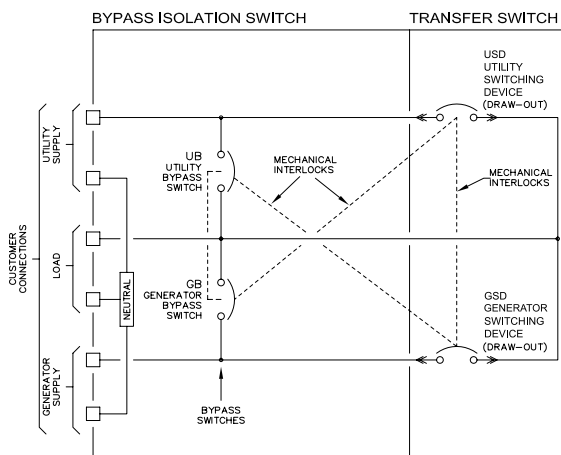 BYPASS ISOLATION SWITCH
TRANSFER SWITCH
USD
UTILITY
SWITCHING
DEVICE
(DRAW-OUT)
CUSTOMER
CONNECTIONS
UTILITY
SUPPLY
LOAD
GENERATOR
SUPPLY
NEUTRAL
UB
UTILITY
BYPASS
SWITCH
MECHANICAL
INTERLOCKS
MECHANICAL
INTERLOCKS
GB
GENERATOR
BYPASS
SWITCH
GSD
GENERATOR
SWITCHING
DEVICE
(DRAW-OUT)
BYPASS
SWITCHES